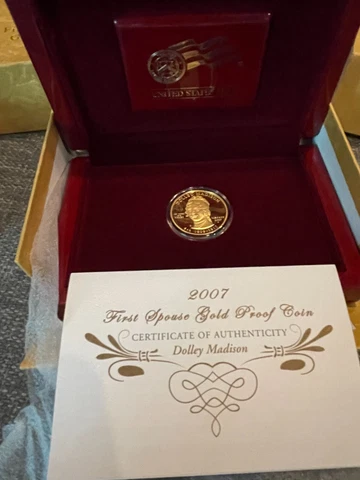 UNITED STATES
2007
First Spouse Gold Proof Coin
CERTIFICATE OF AUTHENTICITY
Dolley Madison